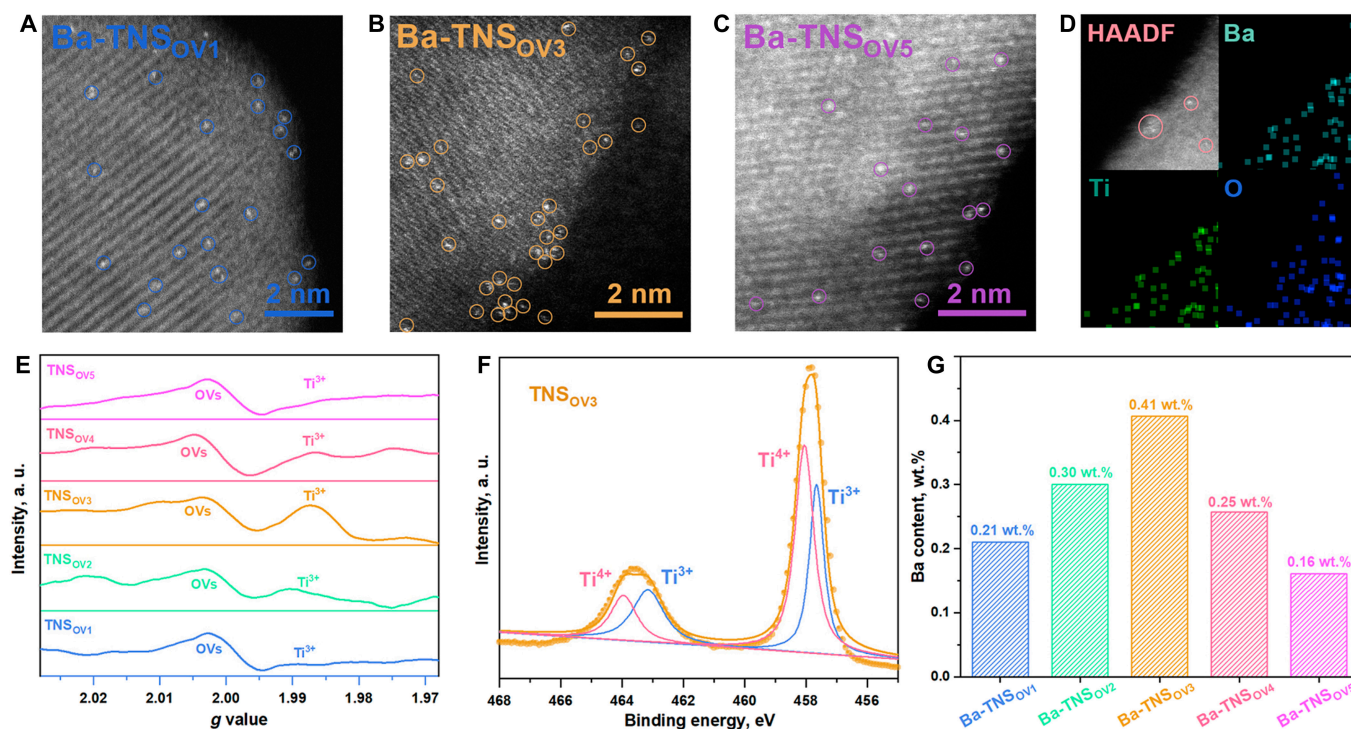 A
Ba-TNSOV1
2 nm
B
Ba-TNSOV3
2 nm
C
Ba-TNSOV5
2 nm
D
HAADF
Ba
Ti
O
E
TNSOV5
OVs
Ti3+
TNSOV4
OVs
Ti3+
TNSOV3
OVs
Ti3+
TNSOV2
OVs
Ti3+
TNSOV1
OVs
Ti3+
Intensity, a. u.
2.02 2.01 2.00 1.99 1.98 1.97
g value
F
TNSOV3
Ti4+
Ti3+
Ti4+
Ti3+
Intensity, a. u.
468 466 464 462 460 458 456 455
Binding energy, eV
G
Ba content, wt.%
0.4
0.3
0.2
0.1
0.0
0.21 wt.%
0.30 wt.%
0.41 wt.%
0.25 wt.%
0.16 wt.%
Ba-TNSOV1
Ba-TNSOV2
Ba-TNSOV3
Ba-TNSOV4
Ba-TNSOV5